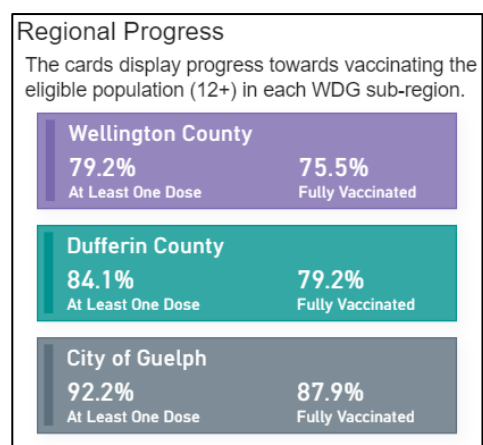 Regional Progress
The cards display progress towards vaccinating the
eligible population (12+) in each WDG sub-region.
Wellington County
79.2% 75.5%
At Least One Dose Fully Vaccinated
Dufferin County
84.1% 79.2%
At Least One Dose Fully Vaccinated
City of Guelph
92.2% 87.9%
At Least One Dose Fully Vaccinated